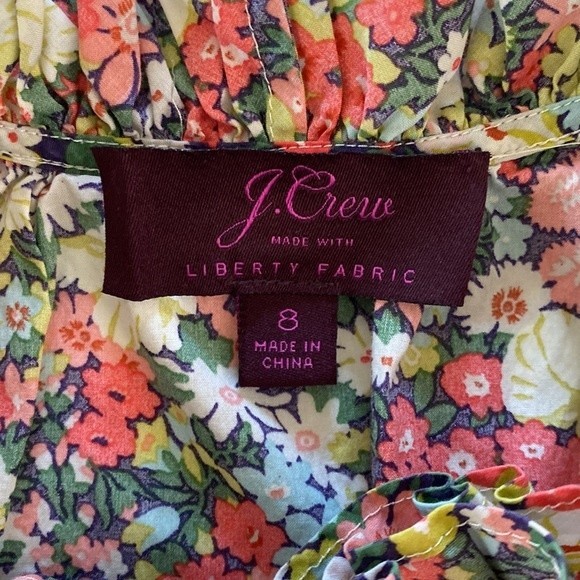 J.Crew
MADE WITH
LIBERTY FABRIC
8
MADE IN
CHINA